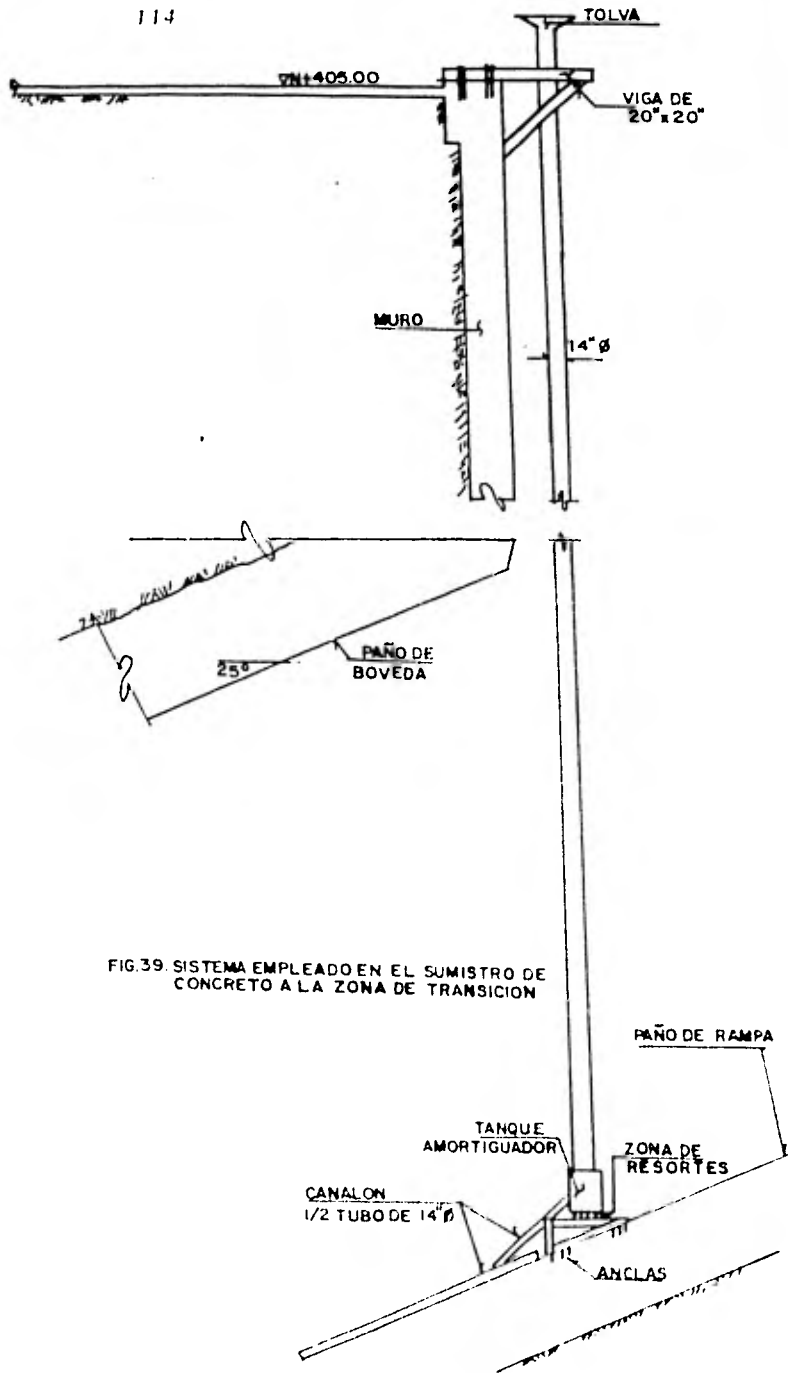 114
TOLVA
▽N+405.00
VIGA DE
20"x20"
MURO
14"Ø
PAÑO DE
BOVEDA
25°
FIG.39. SISTEMA EMPLEADO EN EL SUMISTRO DE
CONCRETO A LA ZONA DE TRANSICION
PAÑO DE RAMPA
TANQUE
AMORTIGUADOR
ZONA DE
RESORTES
CANALON
1/2 TUBO DE 14"Ø
ANCLAS